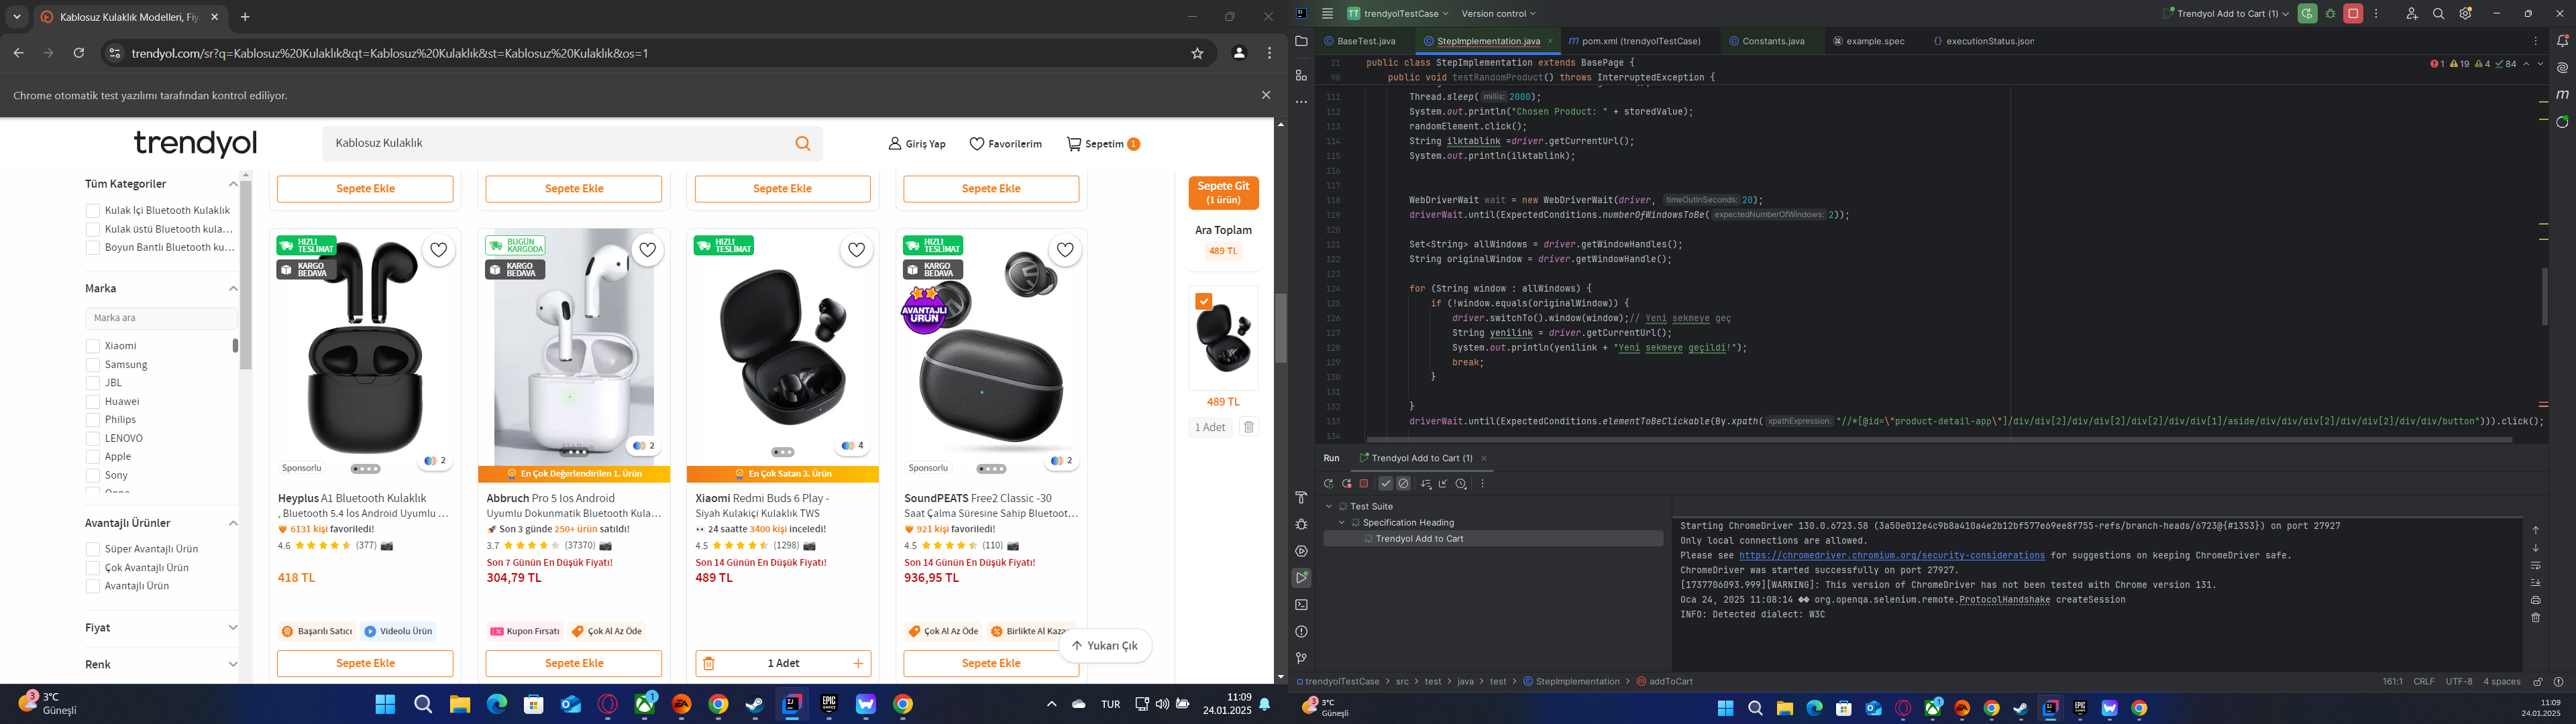 Kablosuz Kulaklık Modelleri, Fiy
trendyol.com/sr?q=Kablosuz%20Kulaklık&qt=Kablosuz%20Kulaklık&st=Kablosuz%20Kulaklık&os=1
Chrome otomatik test yazılımı tarafından kontrol ediliyor.
trendyol
Kablosuz Kulaklık
Giriş Yap
Favorilerim
Sepetim 1
Tüm Kategoriler
Kulak İçi Bluetooth Kulaklık
Kulak üstü Bluetooth kula...
Boyun Bantlı Bluetooth ku...
Marka
Marka ara
Xiaomi
Samsung
JBL
Huawei
Philips
LENOVO
Apple
Sony
Avantajlı Ürünler
Süper Avantajlı Ürün
Çok Avantajlı Ürün
Avantajlı Ürün
Fiyat
Renk
Sepete Ekle
Sepete Ekle
Sepete Ekle
Sepete Ekle
HIZLI TESLİMAT
KARGO BEDAVA
Sponsorlu
2
Heyplus A1 Bluetooth Kulaklık
, Bluetooth 5.4 İos Android Uyumlu ...
6131 kişi favoriledi!
4.6 (377)
418 TL
Başarılı Satıcı
Videolu Ürün
Sepete Ekle
BUGÜN KARGODA
KARGO BEDAVA
2
En Çok Değerlendirilen 1. Ürün
Abbruch Pro 5 Ios Android
Uyumlu Dokunmatik Bluetooth Kula...
Son 3 günde 250+ ürün satıldı!
3.7 (37370)
Son 7 Günün En Düşük Fiyatı!
304,79 TL
Kupon Fırsatı
Çok Al Az Öde
Sepete Ekle
HIZLI TESLİMAT
4
En Çok Satan 3. Ürün
Xiaomi Redmi Buds 6 Play -
Siyah Kulakiçi Kulaklık TWS
24 saatte 3400 kişi inceledi!
4.5 (1298)
Son 14 Günün En Düşük Fiyatı!
489 TL
1 Adet
HIZLI TESLİMAT
KARGO BEDAVA
AVANTAJLI ÜRÜN
Sponsorlu
2
SoundPEATS Free2 Classic -30
Saat Çalma Süresine Sahip Bluetoot...
921 kişi favoriledi!
4.5 (110)
Son 14 Günün En Düşük Fiyatı!
936,95 TL
Çok Al Az Öde
Birlikte Al Kaza
Sepete Ekle
Yukarı Çık
Sepete Git
(1 ürün)
Ara Toplam
489 TL
489 TL
1 Adet
3
3°C
Güneşli
1
TUR
11:09
24.01.2025
TT trendyolTestCase
Version control
Trendyol Add to Cart (1)
BaseTest.java
StepImplementation.java
pom.xml (trendyolTestCase)
Constants.java
example.spec
executionStatus.json
1 19 4 84
21 public class StepImplementation extends BasePage {
98 public void testRandomProduct() throws InterruptedException {
111 Thread.sleep( millis: 2000);
112 System.out.println("Chosen Product: " + storedValue);
113 randomElement.click();
114 String ilktablink =driver.getCurrentUrl();
115 System.out.println(ilktablink);
116
117
118 WebDriverWait wait = new WebDriverWait(driver, timeOutInSeconds: 20);
119 driverWait.until(ExpectedConditions.numberOfWindowsToBe( expectedNumberOfWindows: 2));
120
121 Set<String> allWindows = driver.getWindowHandles();
122 String originalWindow = driver.getWindowHandle();
123
124 for (String window : allWindows) {
125 if (!window.equals(originalWindow)) {
126 driver.switchTo().window(window);// Yeni sekmeye geç
127 String yenilink = driver.getCurrentUrl();
128 System.out.println(yenilink + "Yeni sekmeye geçildi!");
129 break;
130 }
131
132 }
133 driverWait.until(ExpectedConditions.elementToBeClickable(By.xpath( xpathExpression: "//*[@id=\"product-detail-app\"]/div/div[2]/div/div[2]/div[2]/div/div[1]/aside/div/div/div[2]/div/div[2]/div/div/button"))).click();
134
Run
Trendyol Add to Cart (1)
Test Suite
Specification Heading
Trendyol Add to Cart
Starting ChromeDriver 130.0.6723.58 (3a50e012e4c9b8a410a4e2b12bf577e69ee8f755-refs/branch-heads/6723@{#1353}) on port 27927
Only local connections are allowed.
Please see https://chromedriver.chromium.org/security-considerations for suggestions on keeping ChromeDriver safe.
ChromeDriver was started successfully on port 27927.
[1737706093.999][WARNING]: This version of ChromeDriver has not been tested with Chrome version 131.
Oca 24, 2025 11:08:14 �� org.openqa.selenium.remote.ProtocolHandshake createSession
INFO: Detected dialect: W3C
trendyolTestCase > src > test > java > test > StepImplementation > addToCart
161:1 CRLF UTF-8 4 spaces
3°C
Güneşli
11:09
24.01.2025